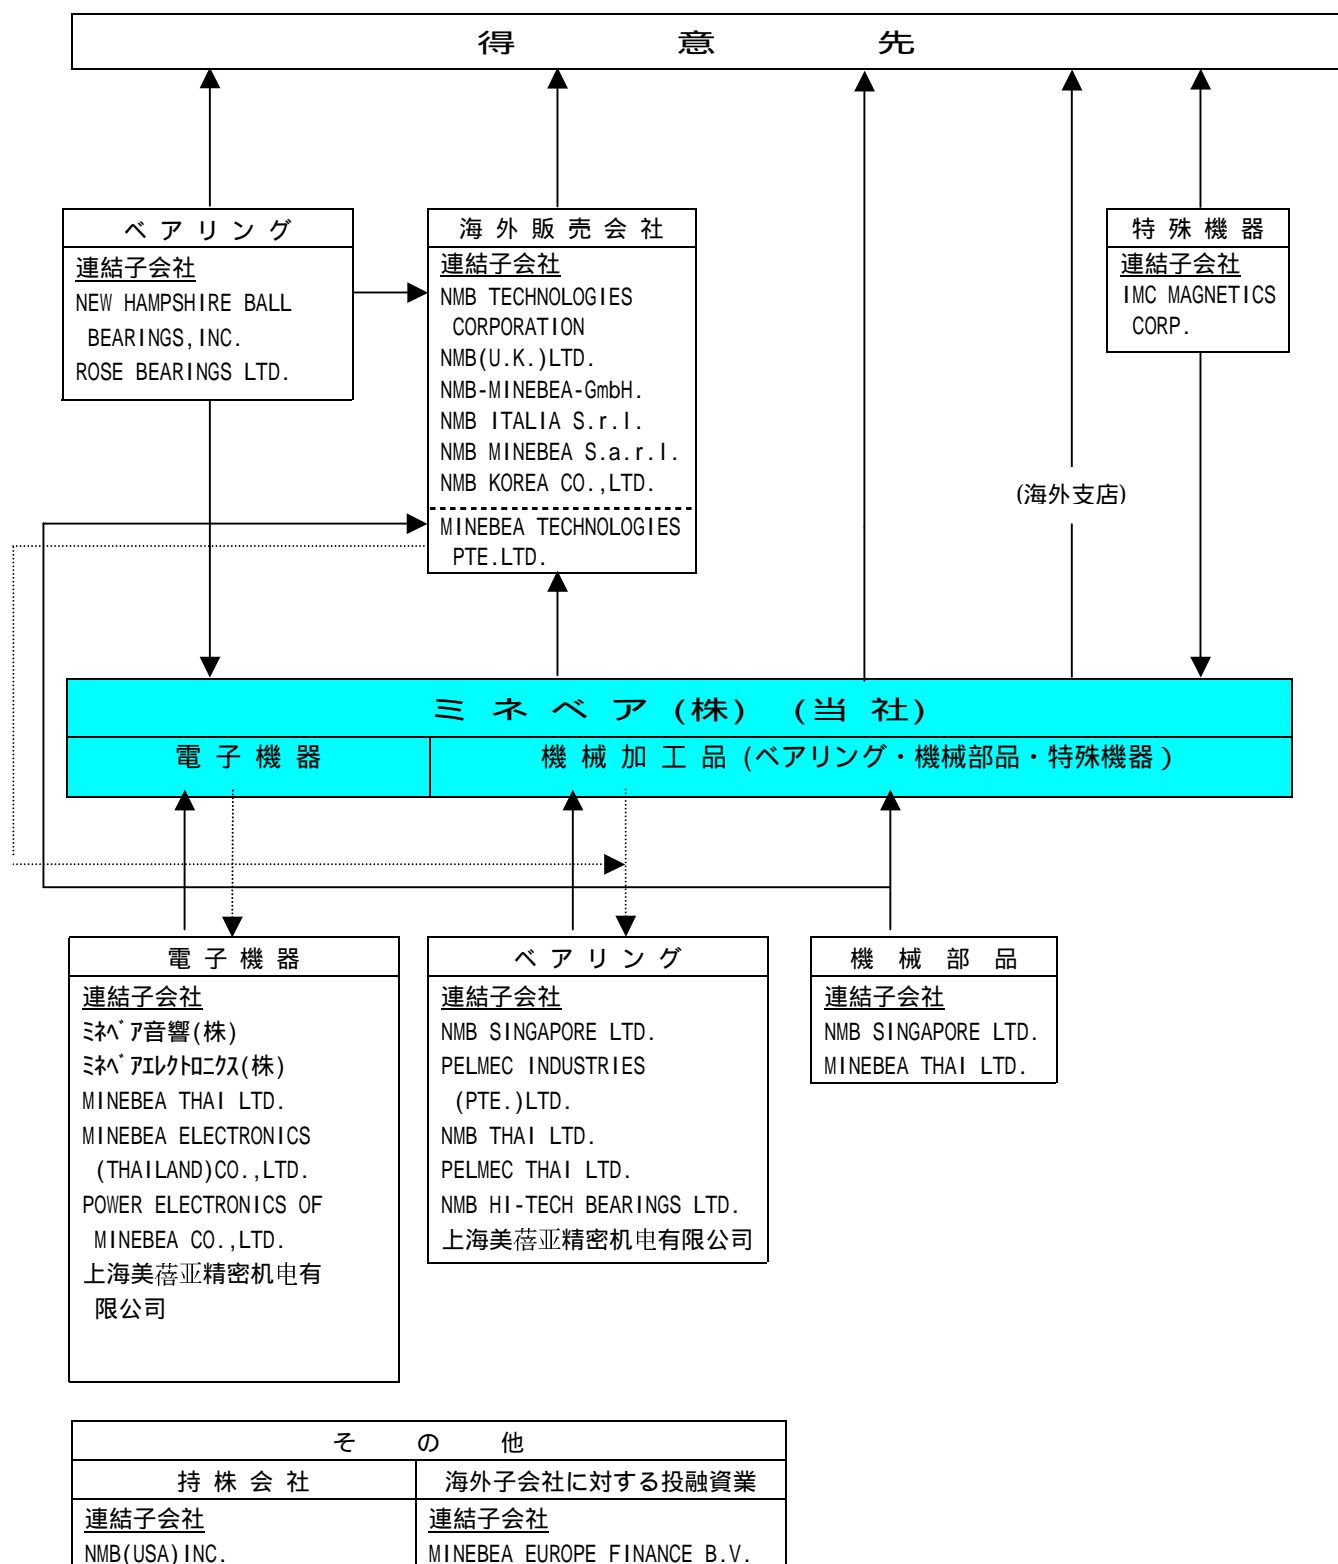 得意先
ベアリング
連結子会社
NEW HAMPSHIRE BALL
BEARINGS,INC.
ROSE BEARINGS LTD.
海外販売会社
連結子会社
NMB TECHNOLOGIES
CORPORATION
NMB(U.K.)LTD.
NMB-MINEBEA-GmbH.
NMB ITALIA S.r.l.
NMB MINEBEA S.a.r.l.
NMB KOREA CO.,LTD.
MINEBEA TECHNOLOGIES
PTE.LTD.
特殊機器
連結子会社
IMC MAGNETICS
CORP.
(海外支店)
ミネベア(株) (当社)
電子機器
機械加工品(ベアリング・機械部品・特殊機器)
電子機器
連結子会社
ミネベア音響(株)
ミネベアエレクトロニクス(株)
MINEBEA THAI LTD.
MINEBEA ELECTRONICS
(THAILAND)CO.,LTD.
POWER ELECTRONICS OF
MINEBEA CO.,LTD.
上海美蓓亚精密机电有
限公司
ベアリング
連結子会社
NMB SINGAPORE LTD.
PELMEC INDUSTRIES
(PTE.)LTD.
NMB THAI LTD.
PELMEC THAI LTD.
NMB HI-TECH BEARINGS LTD.
上海美蓓亚精密机电有限公司
機械部品
連結子会社
NMB SINGAPORE LTD.
MINEBEA THAI LTD.
その他
持株会社
海外子会社に対する投融資業
連結子会社
NMB(USA)INC.
連結子会社
MINEBEA EUROPE FINANCE B.V.